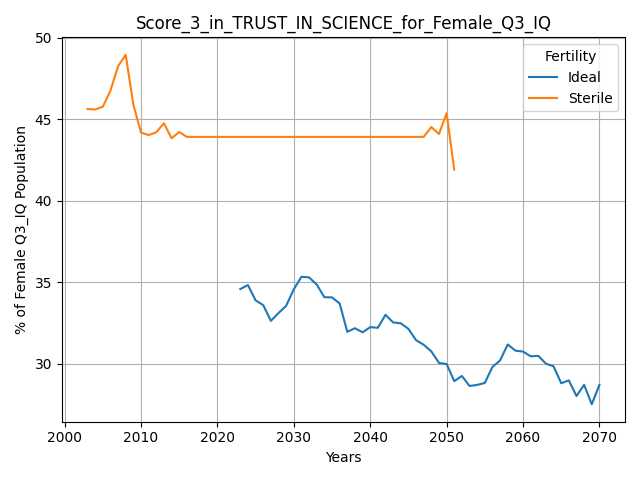 Score_3_in_TRUST_IN_SCIENCE_for_Female_Q3_IQ
Fertility
Ideal
Sterile
% of Female Q3_IQ Population
50
45
40
35
30
2000 2010 2020 2030 2040 2050 2060 2070
Years